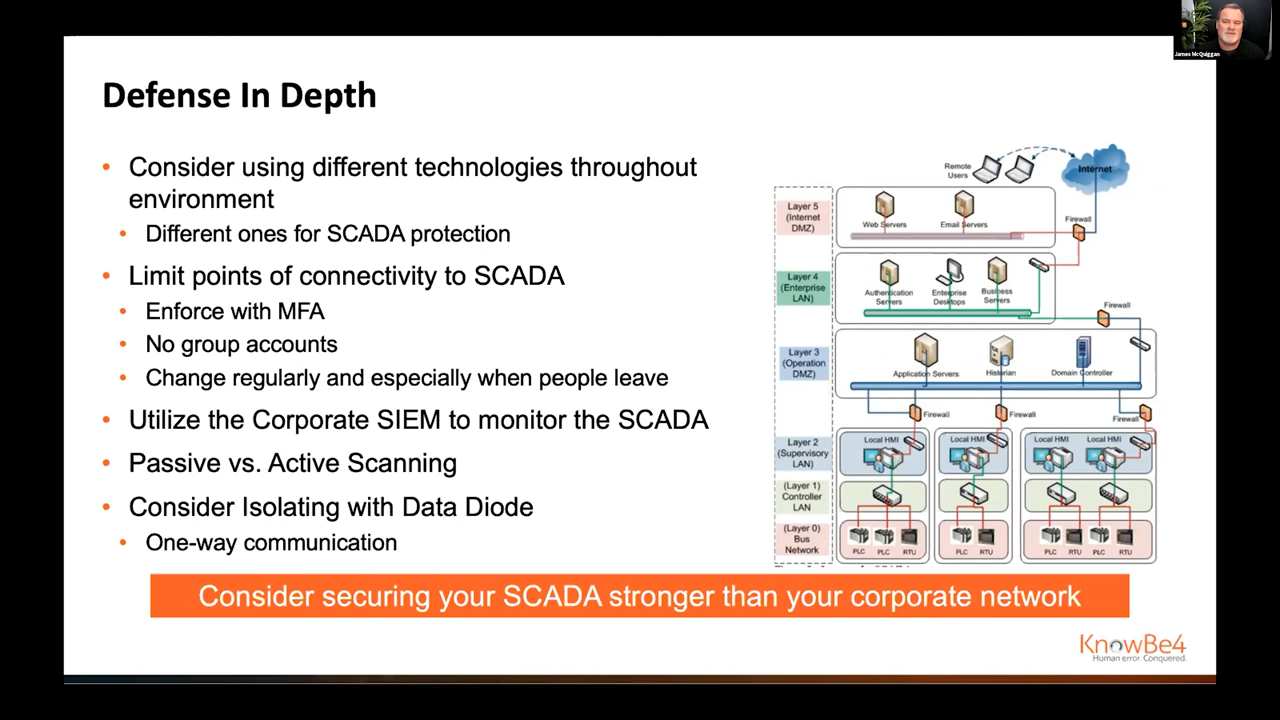 James McQuiggan
Defense In Depth
• Consider using different technologies throughout
environment
• Different ones for SCADA protection
• Limit points of connectivity to SCADA
• Enforce with MFA
• No group accounts
• Change regularly and especially when people leave
• Utilize the Corporate SIEM to monitor the SCADA
• Passive vs. Active Scanning
• Consider Isolating with Data Diode
• One-way communication
Remote
Users
Internet
Layer 5
(Internet
DMZ)
Web Servers
Email Servers
Firewall
Layer 4
(Enterprise
LAN)
Authentication
Servers
Enterprise
Desktops
Business
Servers
Firewall
Layer 3
(Operation
DMZ)
Application Servers
Historian
Domain Controller
Firewall
Firewall
Firewall
Layer 2
(Supervisory
LAN)
Local HMI
Local HMI
Local HMI
Local HMI
(Layer 1)
Controller
LAN
(Layer 0)
Bus
Network
PLC PLC RTU
PLC RTU
PLC RTU PLC RTU
Consider securing your SCADA stronger than your corporate network
KnowBe4
Human error. Conquered.